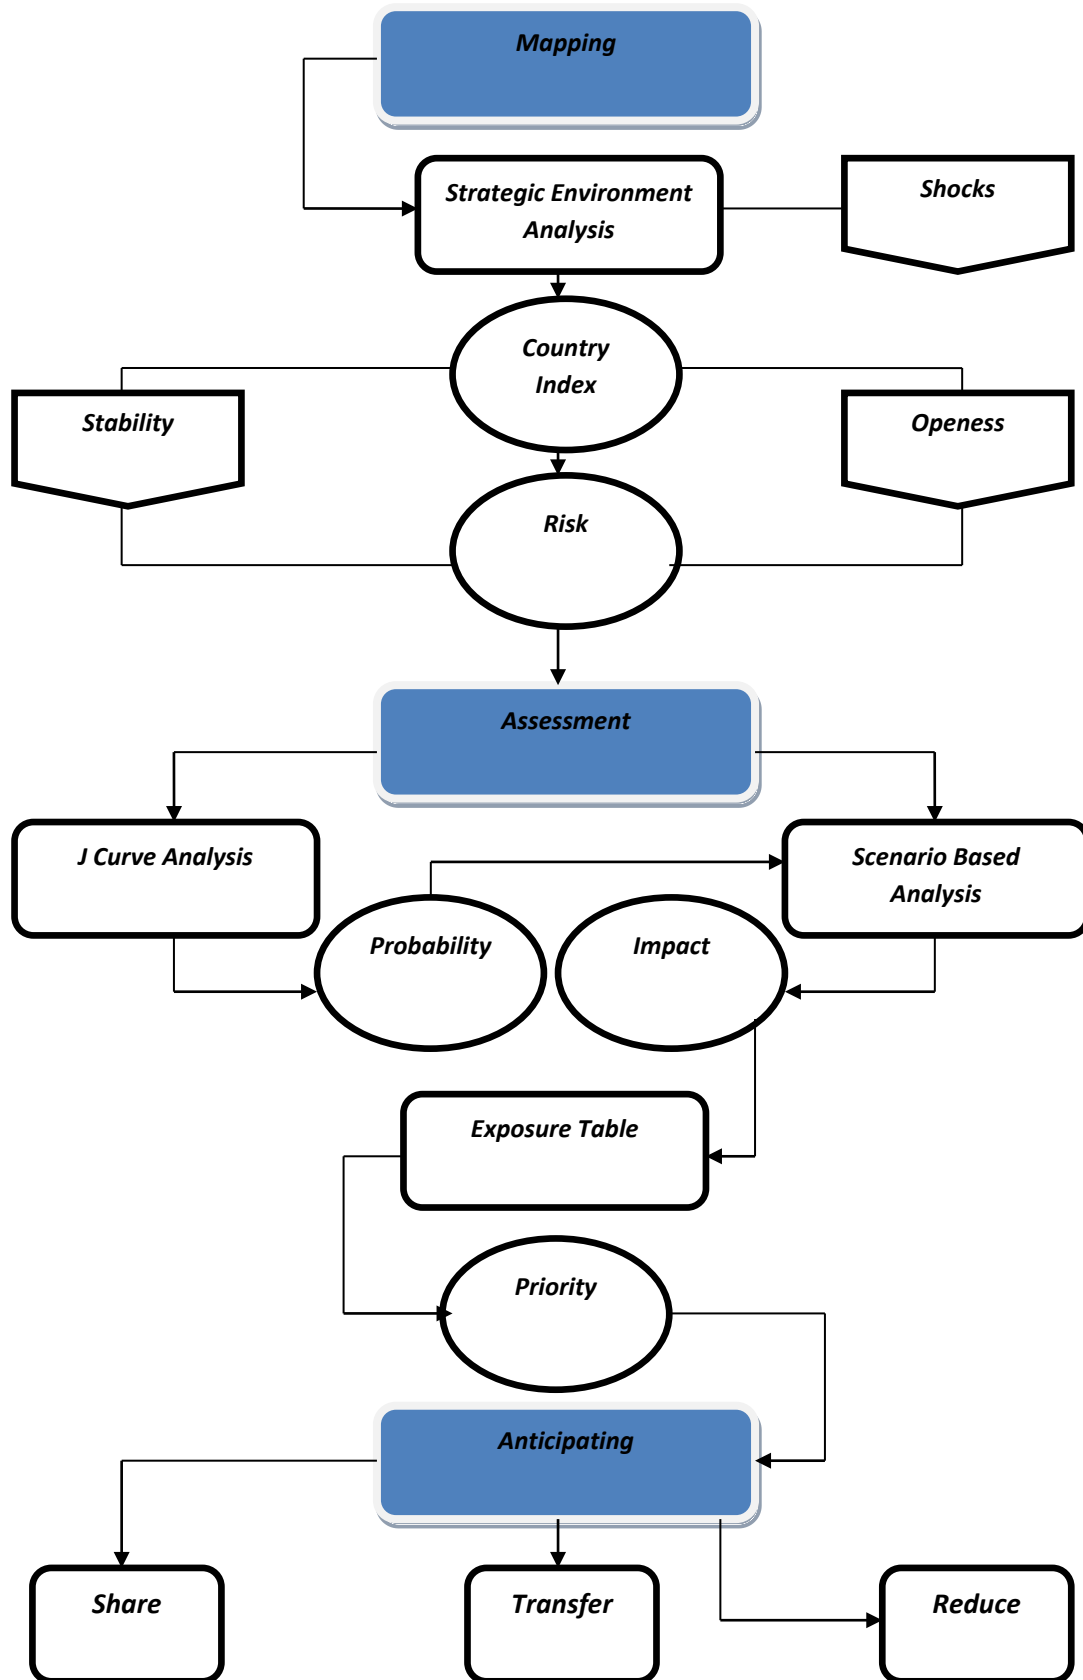 Mapping
Strategic Environment
Analysis
Shocks
Country
Index
Stability
Openess
Risk
Assessment
J Curve Analysis
Scenario Based
Analysis
Probability
Impact
Exposure Table
Priority
Anticipating
Share
Transfer
Reduce